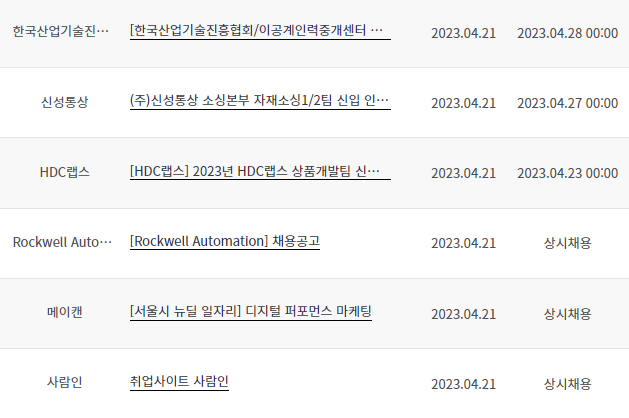 한국산업기술진⋯ [한국산업기술진흥협회/이공계인력중개센터 ⋯ 2023.04.21 2023.04.28 00:00
신성통상 (주)신성통상 소싱본부 자재소싱1/2팀 신입 인⋯ 2023.04.21 2023.04.27 00:00
HDC랩스 [HDC랩스] 2023년 HDC랩스 상품개발팀 신⋯ 2023.04.21 2023.04.23 00:00
Rockwell Auto⋯ [Rockwell Automation] 채용공고 2023.04.21 상시채용
메이캔 [서울시 뉴딜 일자리] 디지털 퍼포먼스 마케팅 2023.04.21 상시채용
사람인 취업사이트 사람인 2023.04.21 상시채용